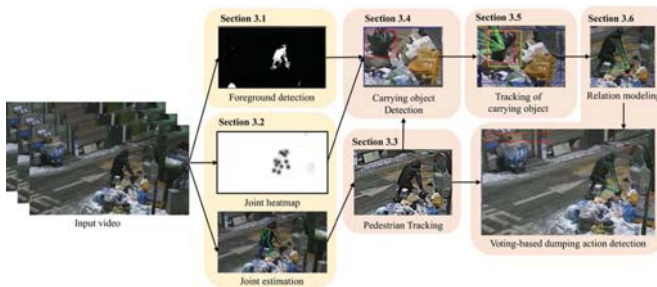 Section 3.1
Foreground detection
Section 3.2
Joint heatmap
Joint estimation
Input video
Section 3.4
Carrying object
Detection
Section 3.3
Pedestrian Tracking
Section 3.5
Tracking of
carrying object
Section 3.6
Relation modeling
Voting-based dumping action detection